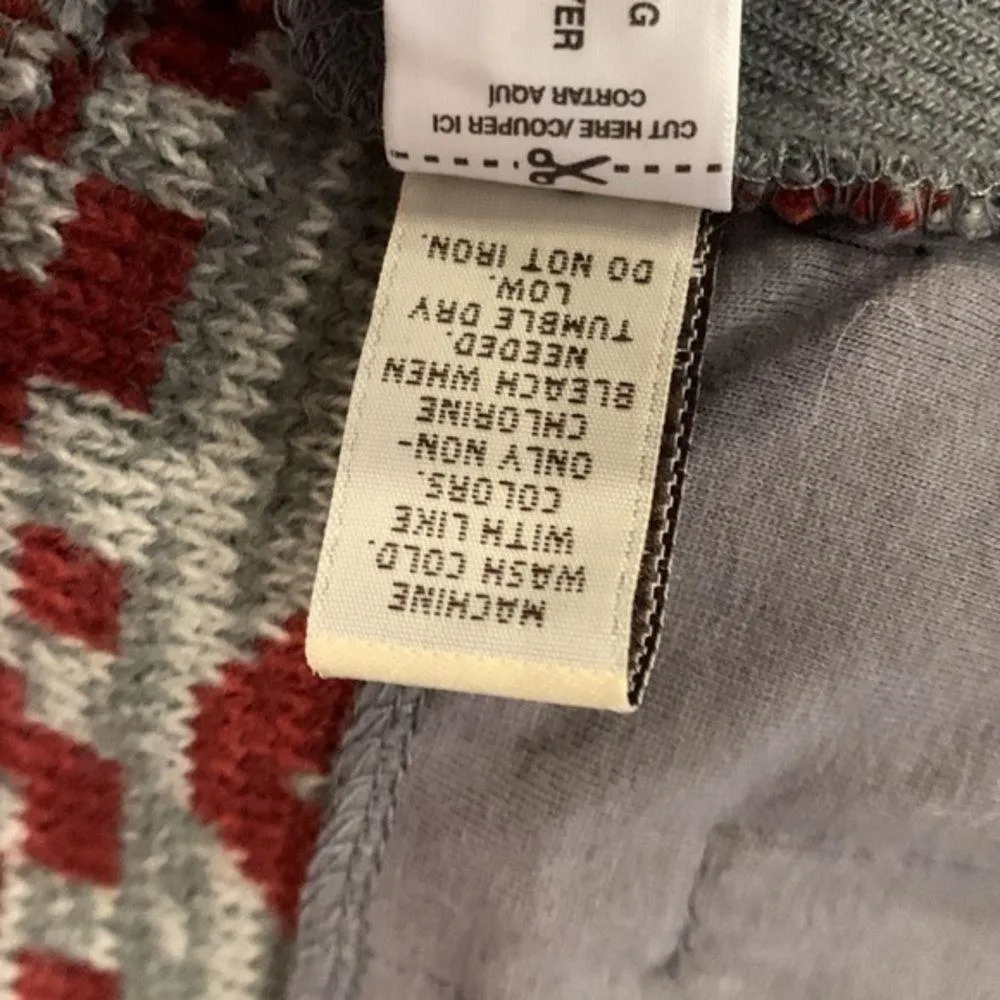 MACHINE
WASH COLD.
WITH LIKE
COLORS.
ONLY NON-
CHLORINE
BLEACH WHEN
NEEDED.
TUMBLE DRY
LOW.
DO NOT IRON.
CUT HERE/COUPER ICI
CORTAR AQUÍ